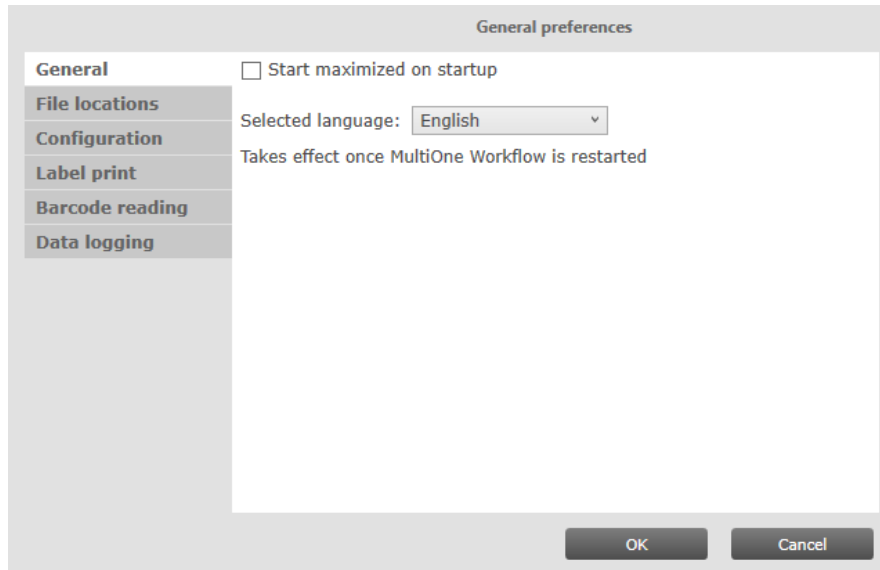 General preferences
General
File locations
Configuration
Label print
Barcode reading
Data logging
Start maximized on startup
Selected language: English
Takes effect once MultiOne Workflow is restarted
OK
Cancel